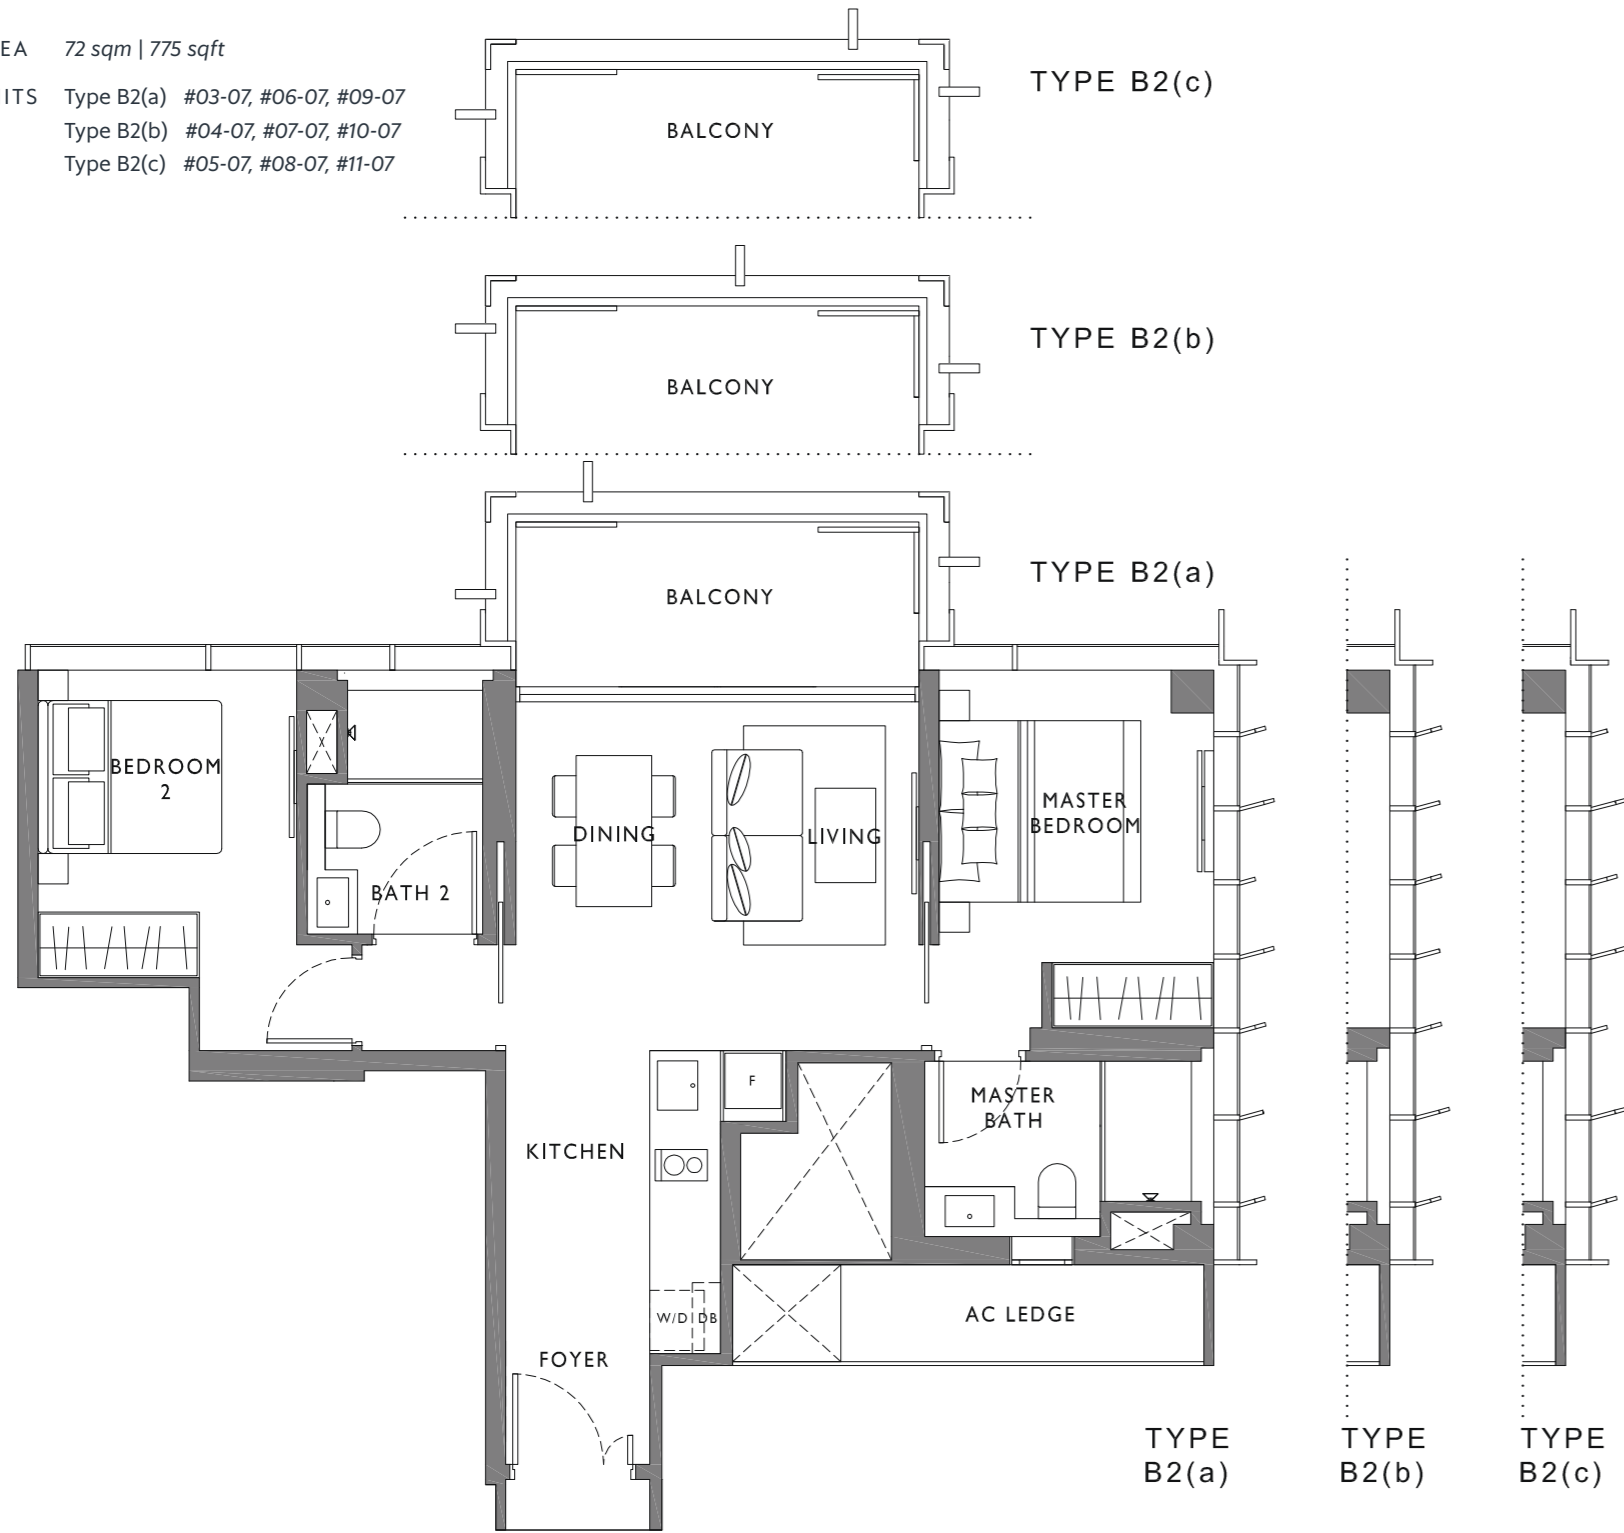 EA 72 sqm | 775 sqft
ITS Type B2(a) #03-07, #06-07, #09-07
Type B2(b) #04-07, #07-07, #10-07
Type B2(c) #05-07, #08-07, #11-07
TYPE B2(c)
BALCONY
TYPE B2(b)
BALCONY
TYPE B2(a)
BALCONY
BEDROOM
2
BATH 2
DINING
LIVING
MASTER
BEDROOM
F
MASTER
BATH
KITCHEN
W/D DB
AC LEDGE
FOYER
TYPE
B2(a)
TYPE
B2(b)
TYPE
B2(c)